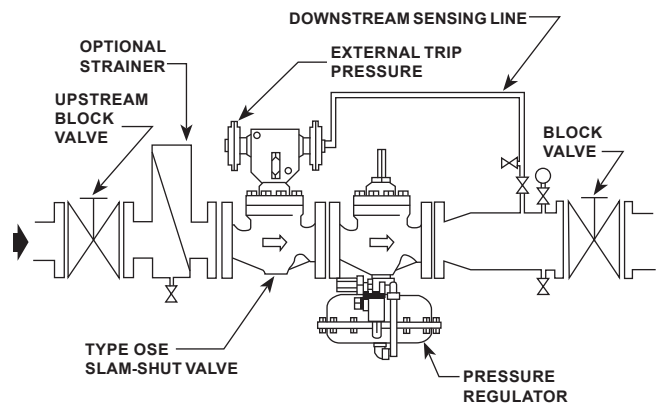 DOWNSTREAM SENSING LINE
OPTIONAL
STRAINER
EXTERNAL TRIP
PRESSURE
UPSTREAM
BLOCK
VALVE
BLOCK
VALVE
TYPE OSE
SLAM-SHUT VALVE
PRESSURE
REGULATOR